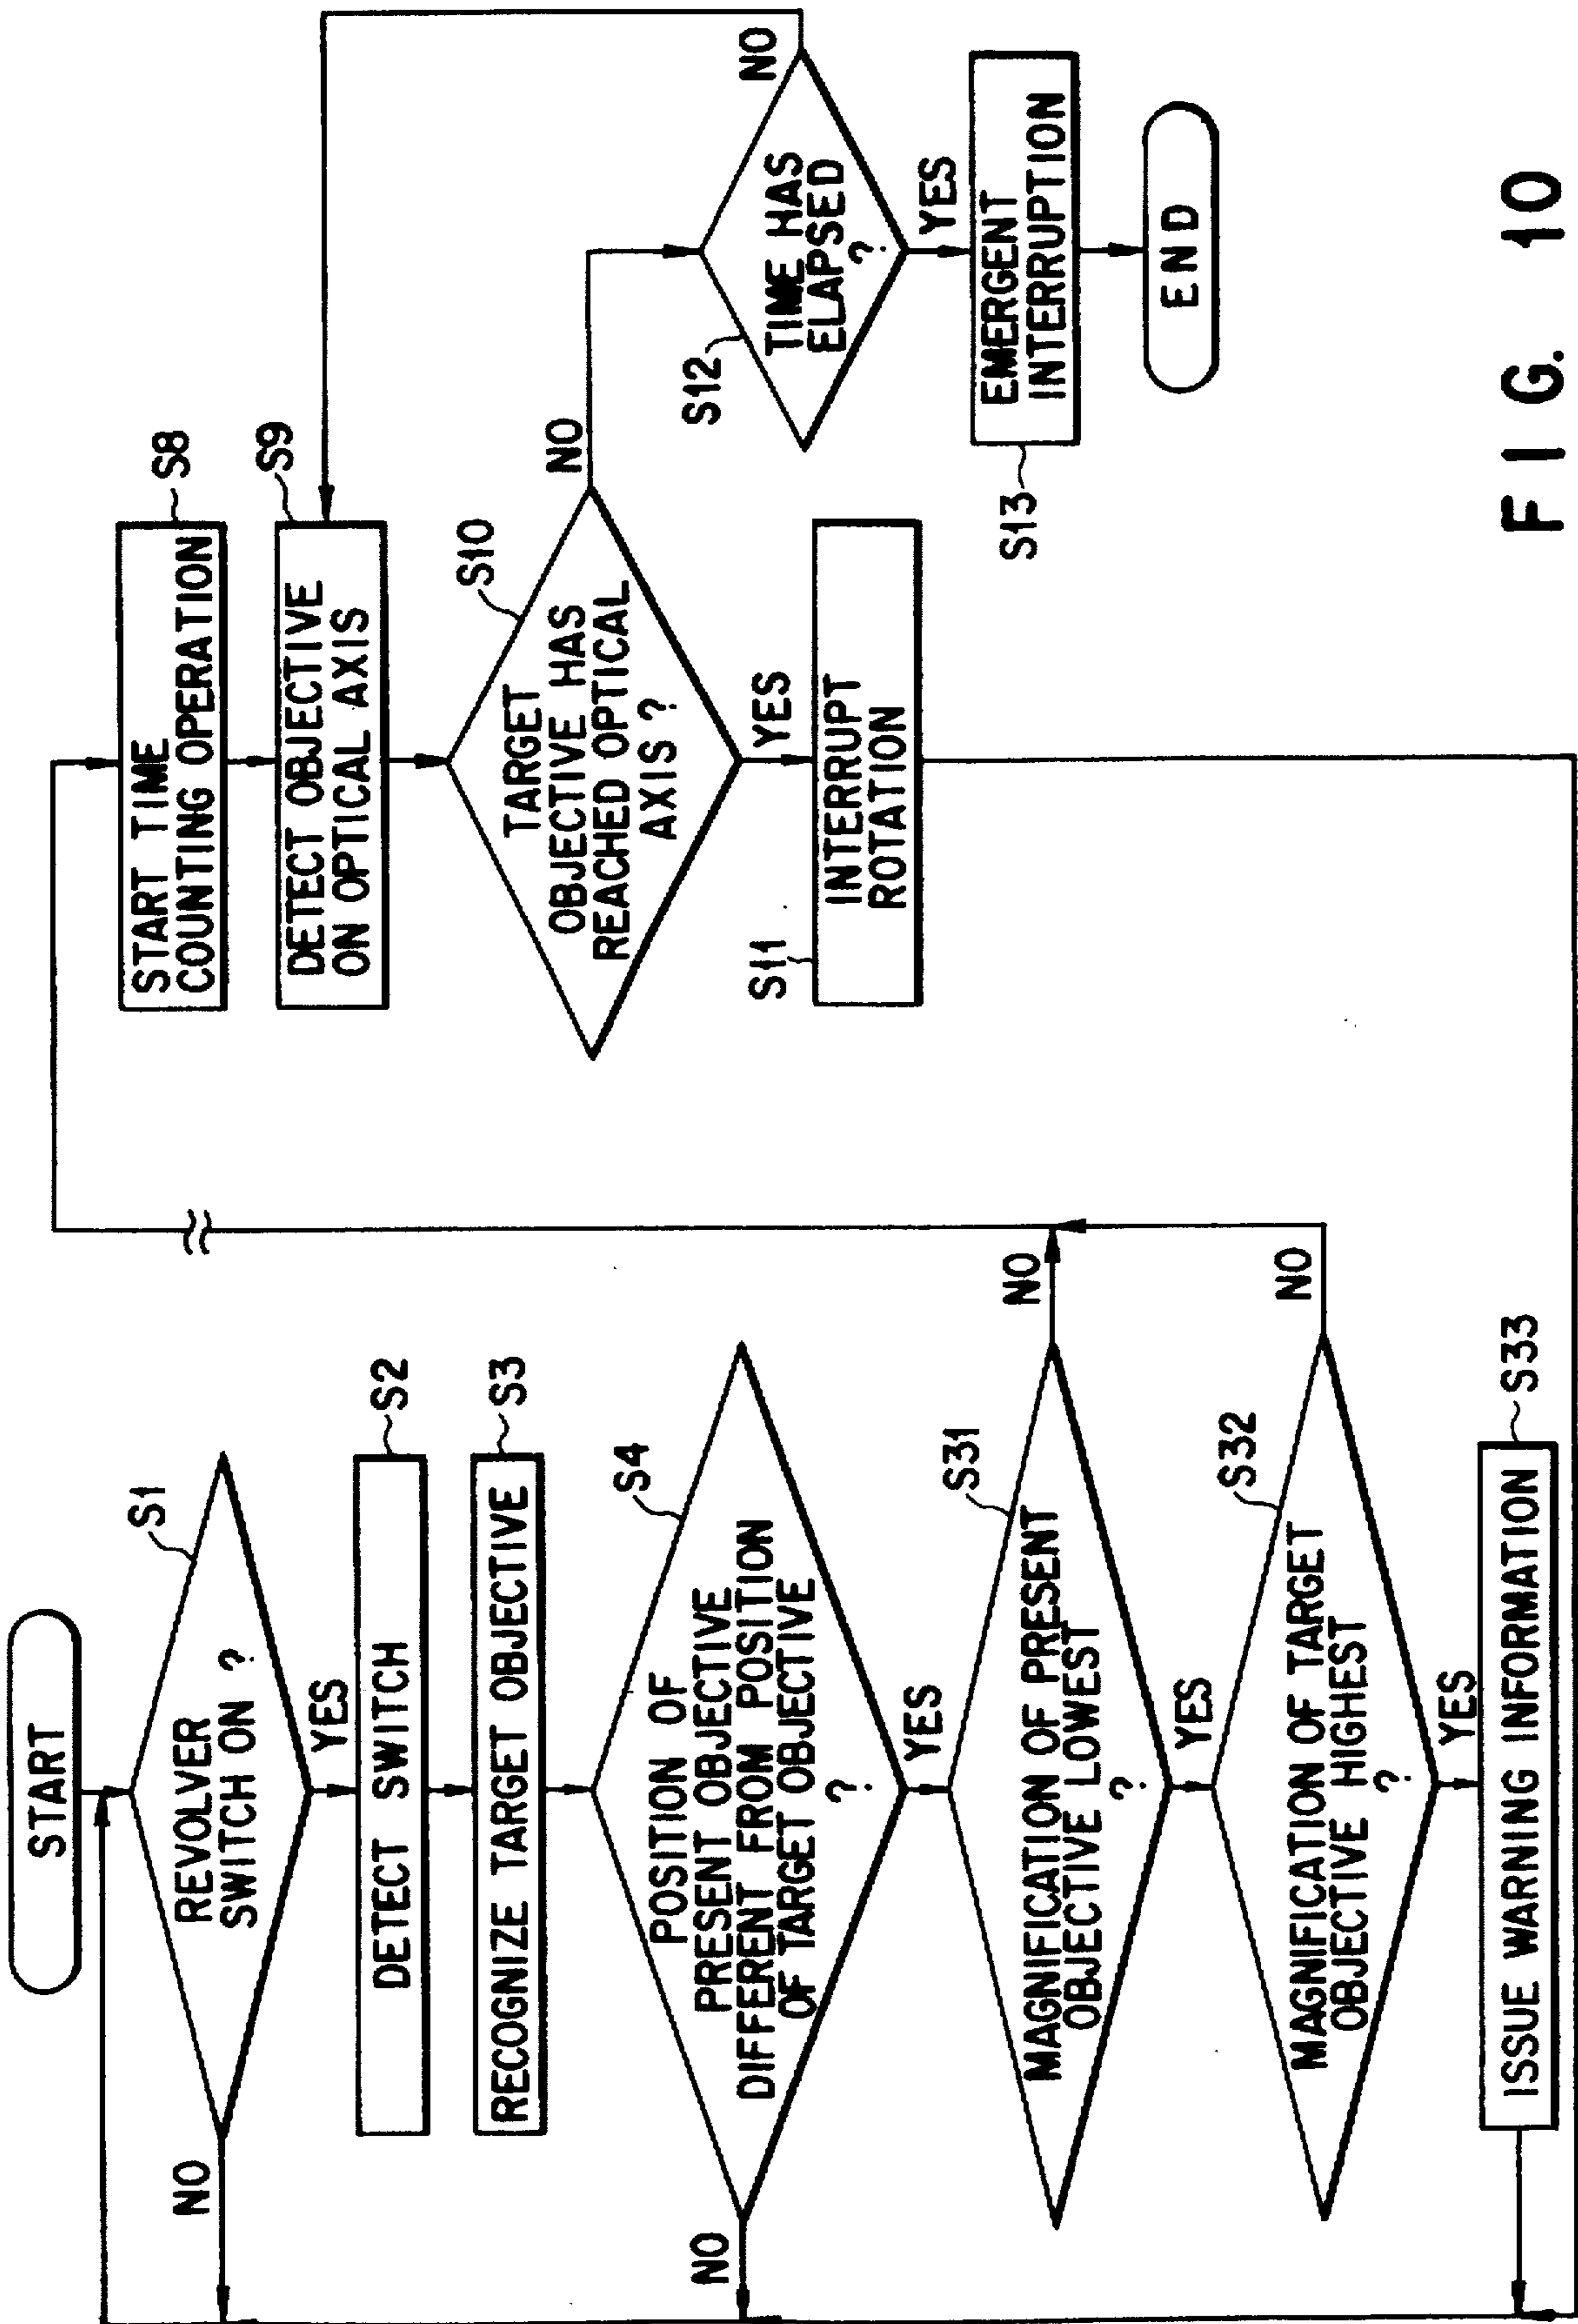 START
REVOLVER
SWITCH ON ?
S1
NO
YES
DETECT SWITCH
S2
RECOGNIZE TARGET OBJECTIVE
S3
POSITION OF
PRESENT OBJECTIVE
DIFFERENT FROM POSITION
OF TARGET OBJECTIVE
?
S4
NO
YES
MAGNIFICATION OF PRESENT
OBJECTIVE LOWEST
?
S31
NO
YES
MAGNIFICATION OF TARGET
OBJECTIVE HIGHEST
?
S32
NO
YES
ISSUE WARNING INFORMATION
S33
START TIME
COUNTING OPERATION
S8
DETECT OBJECTIVE
ON OPTICAL AXIS
S9
TARGET
OBJECTIVE HAS
REACHED OPTICAL
AXIS ?
S10
NO
YES
INTERRUPT
ROTATION
S11
TIME HAS
ELAPSED
?
S12
NO
YES
EMERGENT
INTERRUPTION
S13
END
FIG. 10